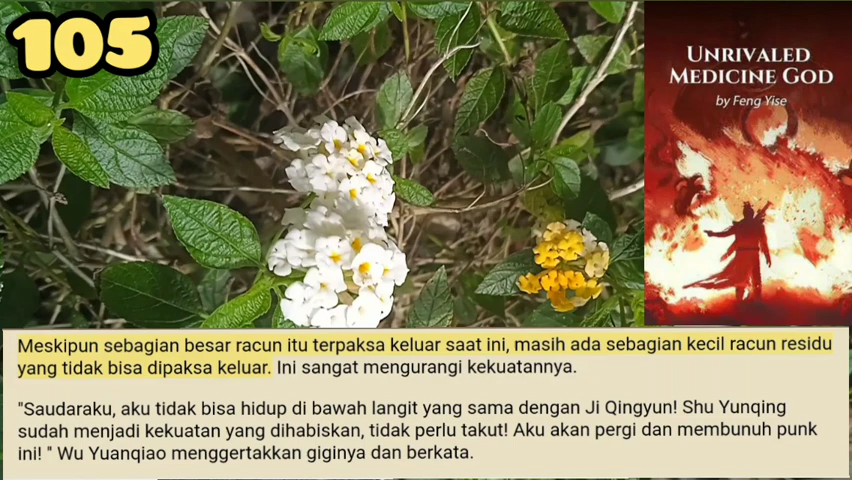 105
UNRIVALED
MEDICINE GOD
by Feng Yise
Meskipun sebagian besar racun itu terpaksa keluar saat ini, masih ada sebagian kecil racun residu
yang tidak bisa dipaksa keluar. Ini sangat mengurangi kekuatannya.
"Saudaraku, aku tidak bisa hidup di bawah langit yang sama dengan Ji Qingyun! Shu Yunqing
sudah menjadi kekuatan yang dihabiskan, tidak perlu takut! Aku akan pergi dan membunuh punk
ini! " Wu Yuanqiao menggertakkan giginya dan berkata.